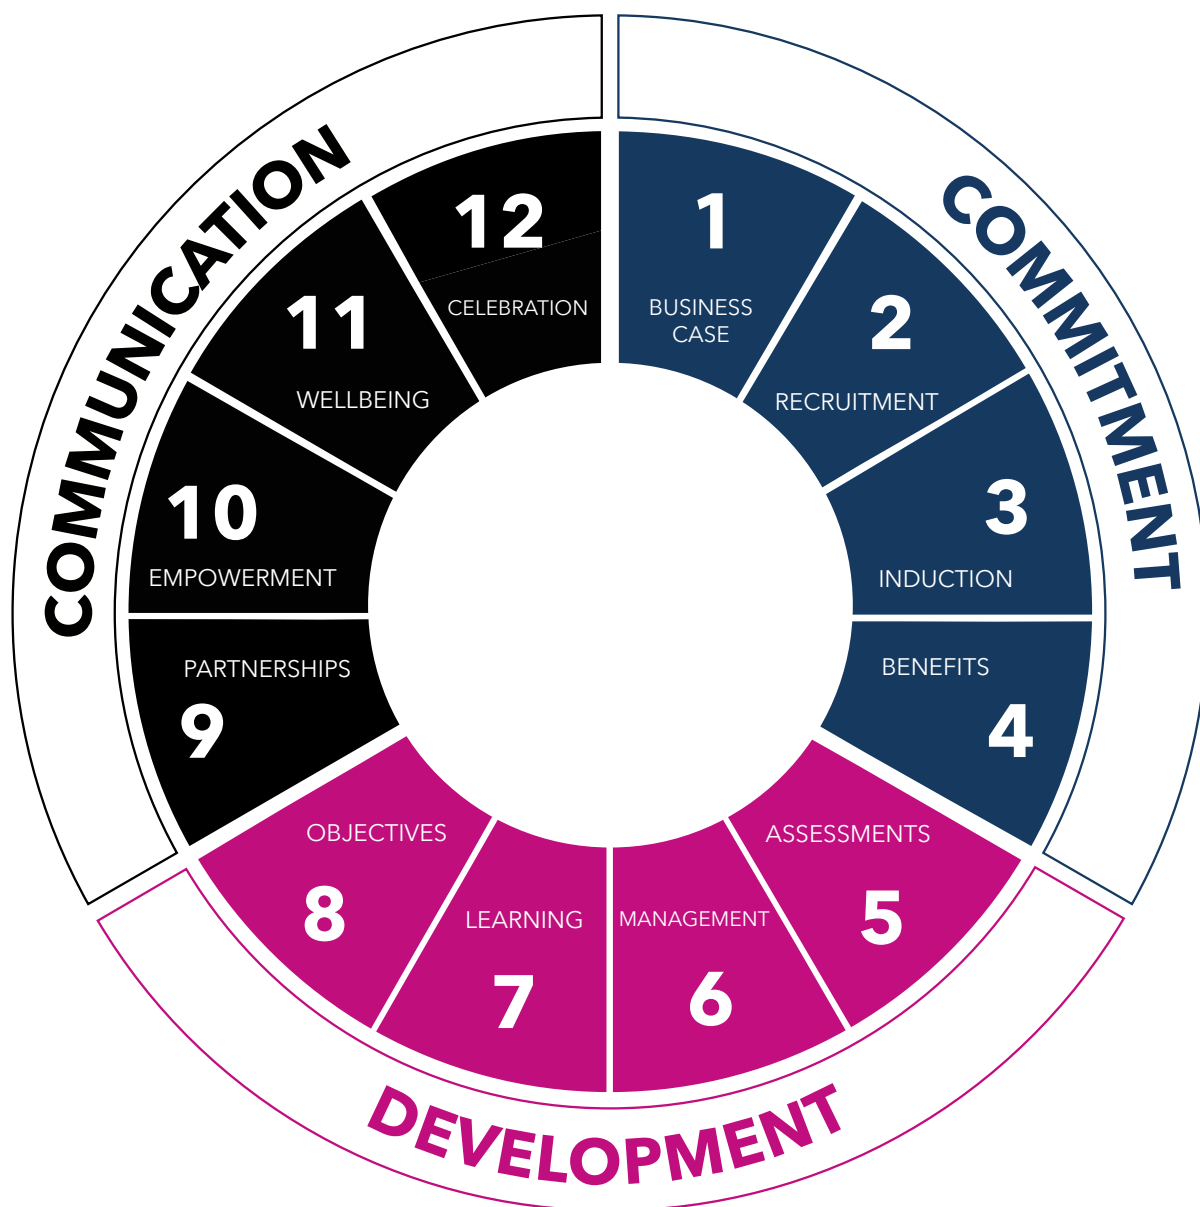 COMMITMENT
1
BUSINESS
CASE
2
RECRUITMENT
3
INDUCTION
BENEFITS
4
DEVELOPMENT
ASSESSMENTS
5
MANAGEMENT
6
LEARNING
7
OBJECTIVES
8
COMMUNICATION
PARTNERSHIPS
9
10
EMPOWERMENT
11
WELLBEING
12
CELEBRATION